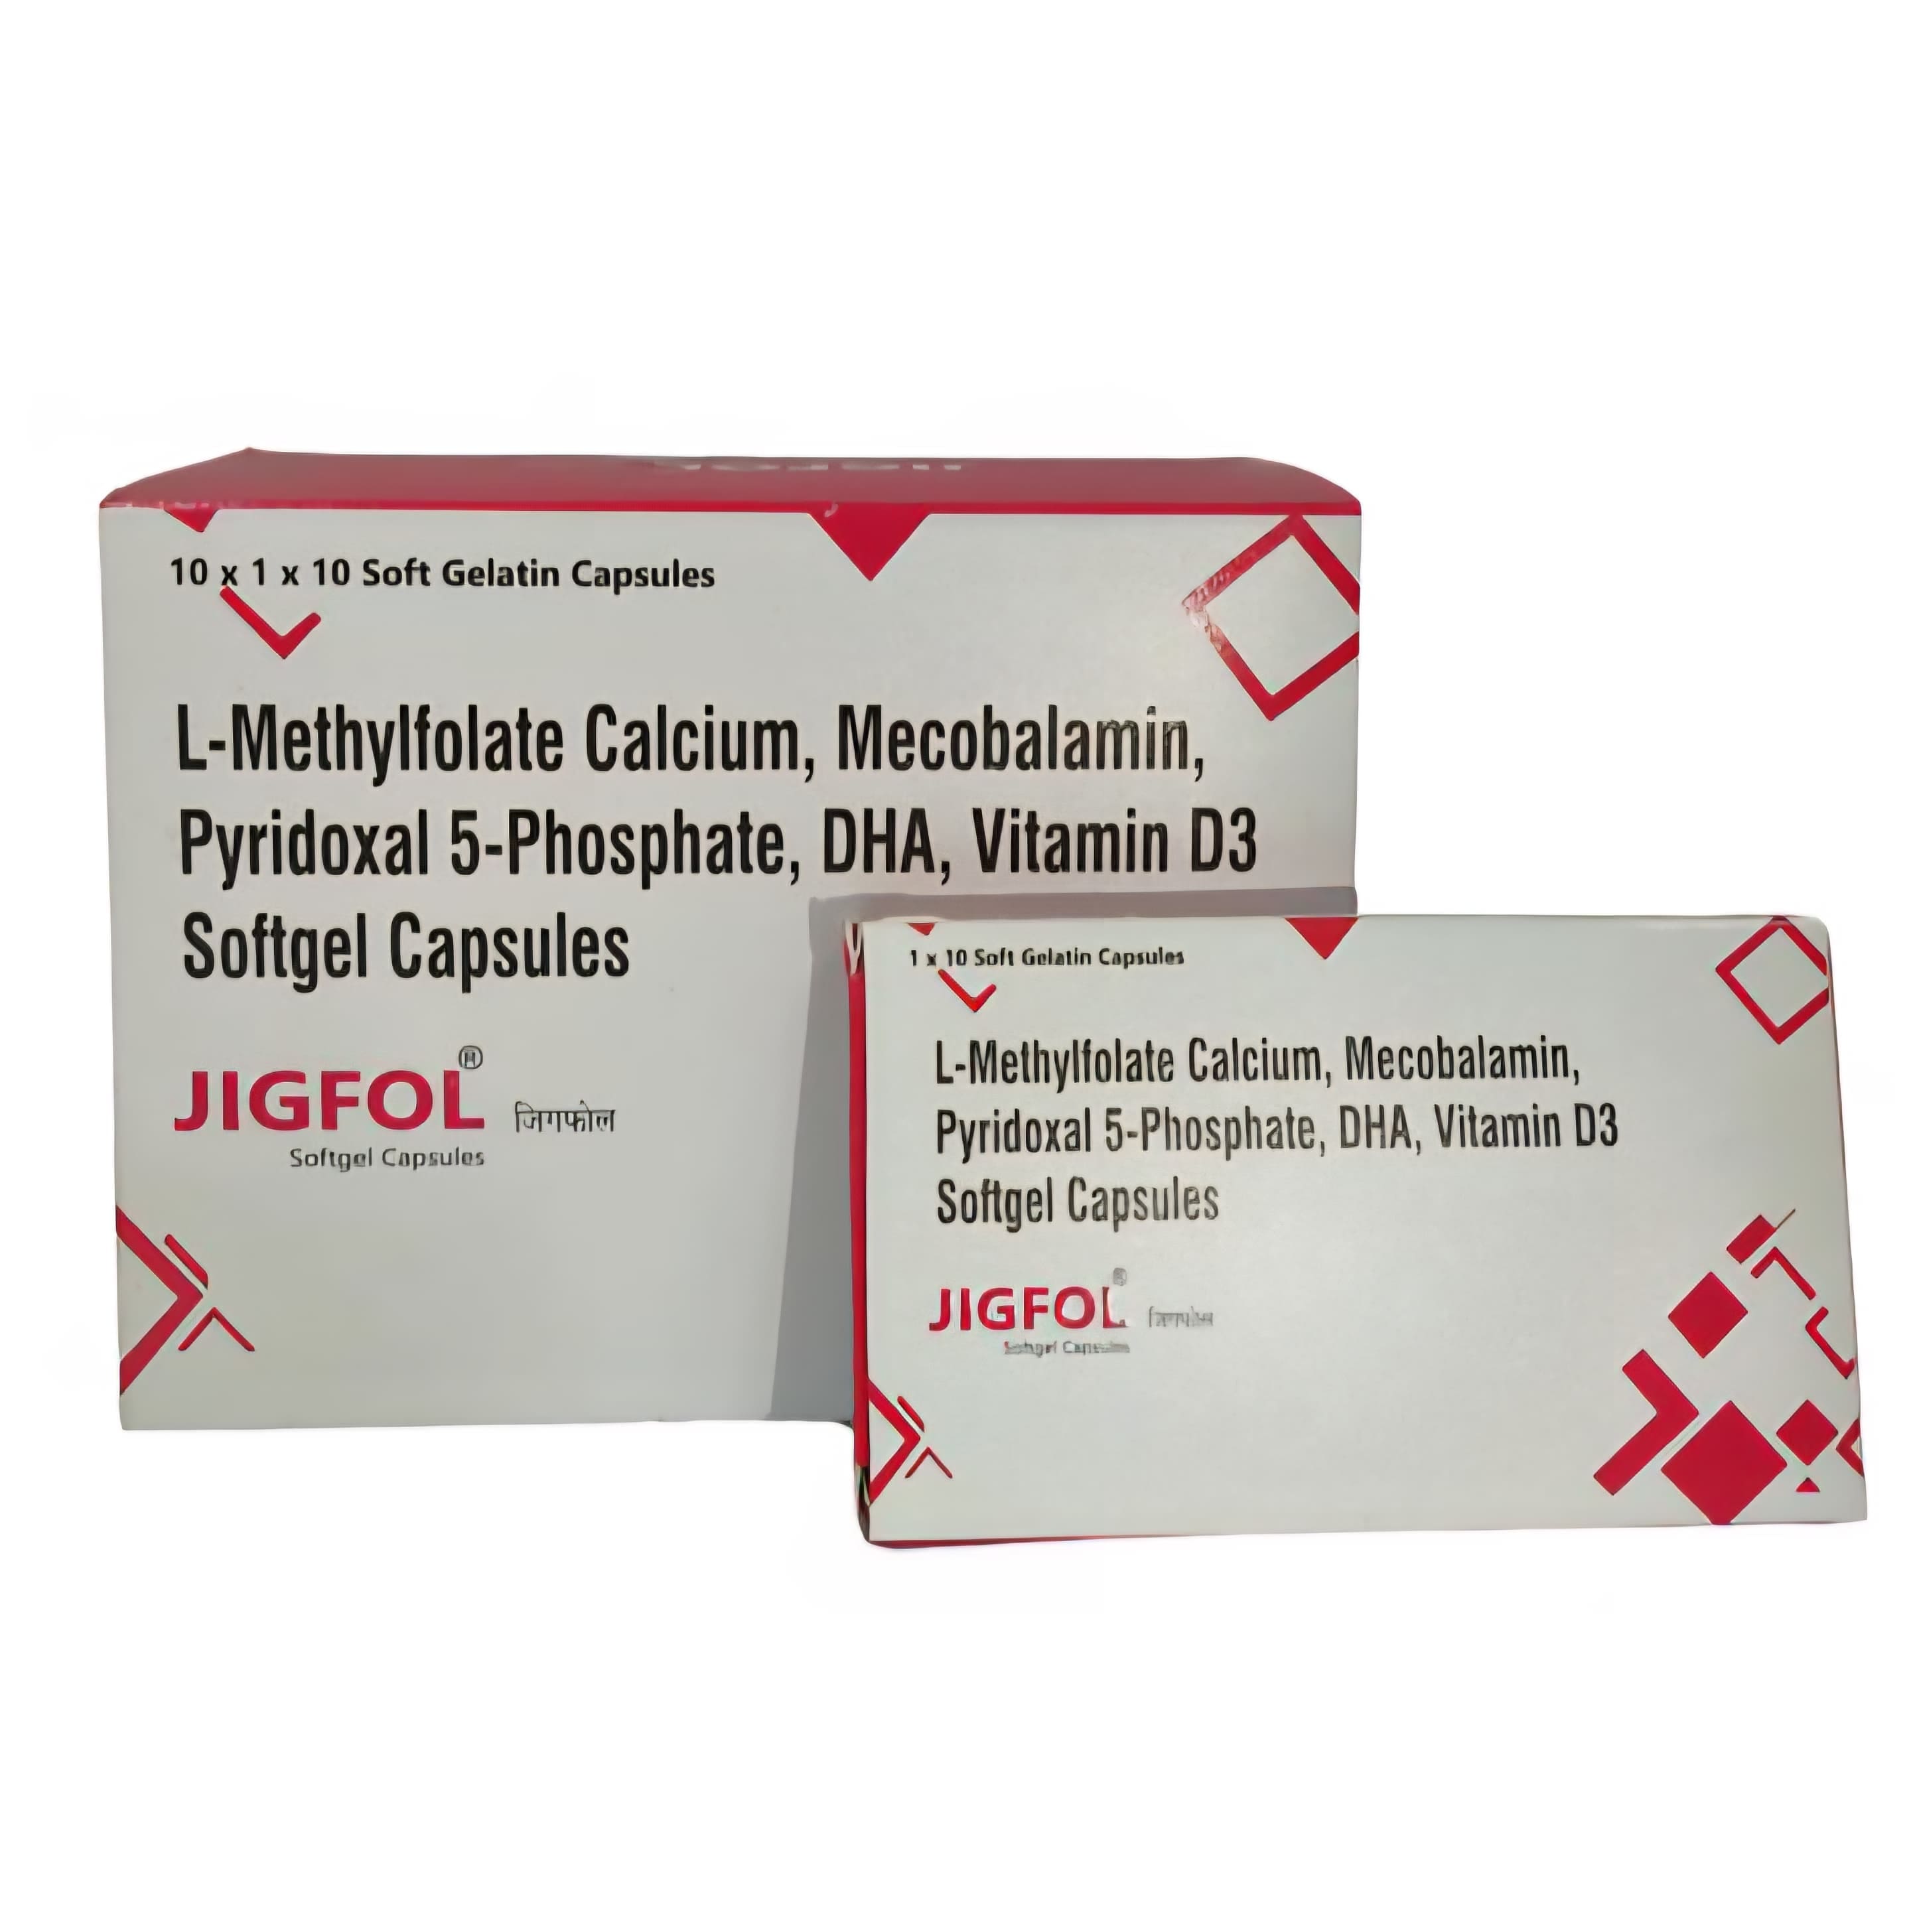 10 x 1 x 10 Soft Gelatin Capsules
L-Methylfolate Calcium, Mecobalamin,
Pyridoxal 5-Phosphate, DHA, Vitamin D3
Softgel Capsules
JIGFOL® जिगफोल
Softgel Capsules
1 x 10 Soft Gelatin Capsules
L-Methylfolate Calcium, Mecobalamin,
Pyridoxal 5-Phosphate, DHA, Vitamin D3
Softgel Capsules
JIGFOL®
Softgel Capsules